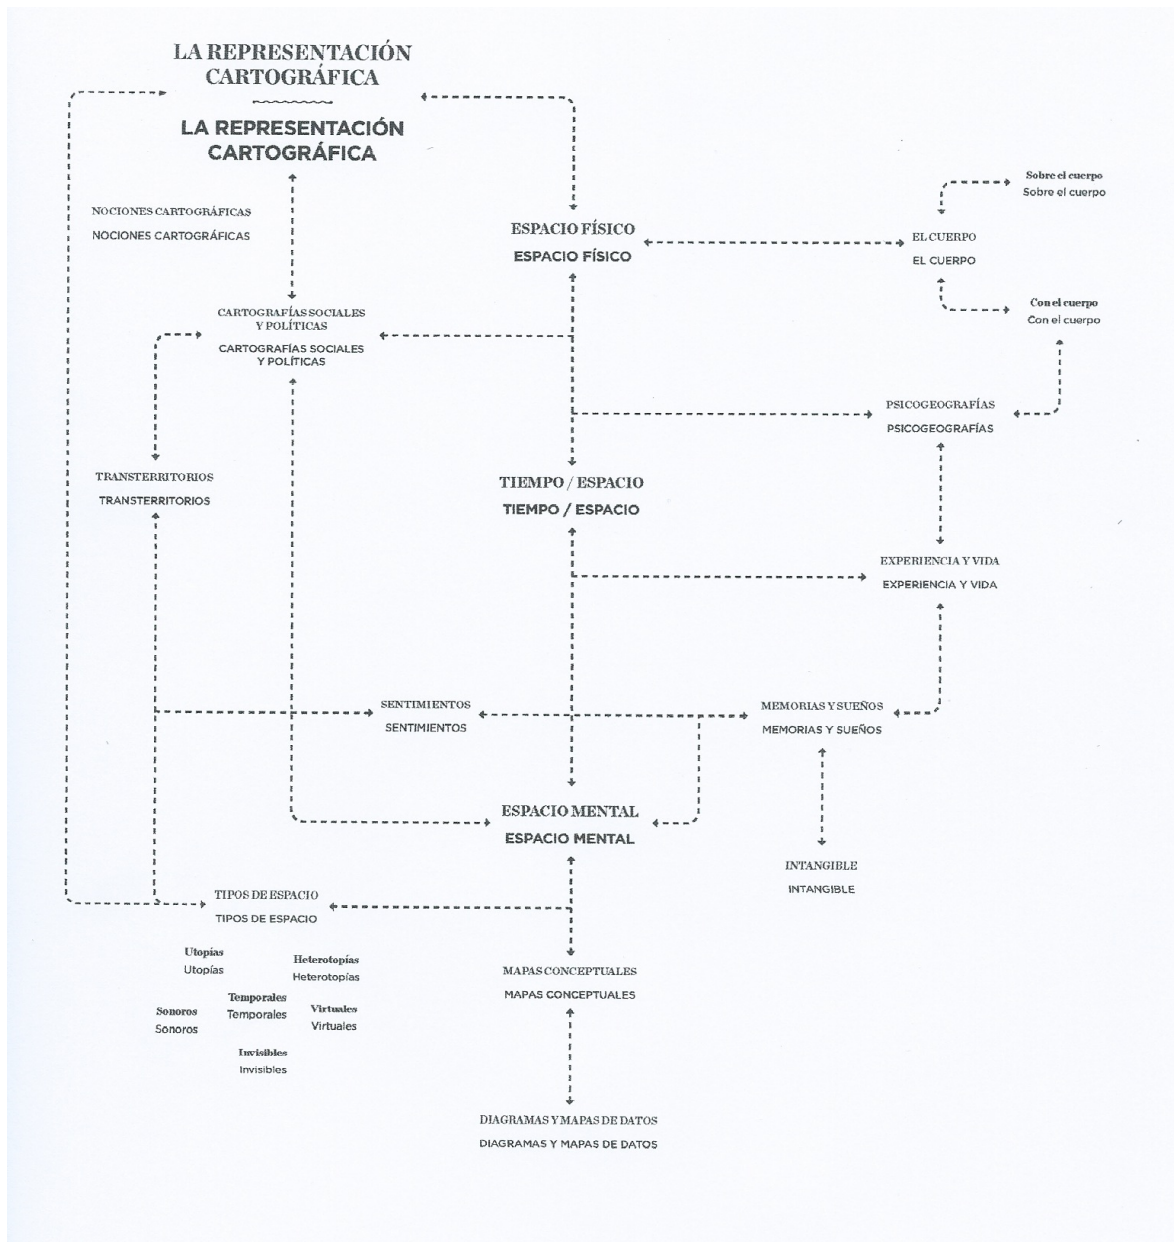 LA REPRESENTACIÓN
CARTOGRÁFICA
LA REPRESENTACIÓN
CARTOGRÁFICA
NOCIONES CARTOGRÁFICAS
NOCIONES CARTOGRÁFICAS
ESPACIO FÍSICO
ESPACIO FÍSICO
Sobre el cuerpo
Sobre el cuerpo
EL CUERPO
EL CUERPO
Con el cuerpo
Con el cuerpo
CARTOGRAFÍAS SOCIALES
Y POLÍTICAS
CARTOGRAFÍAS SOCIALES
Y POLÍTICAS
PSICOGEOGRAFÍAS
PSICOGEOGRAFÍAS
TRANSTERRITORIOS
TRANSTERRITORIOS
TIEMPO / ESPACIO
TIEMPO / ESPACIO
EXPERIENCIA Y VIDA
EXPERIENCIA Y VIDA
SENTIMIENTOS
SENTIMIENTOS
MEMORIAS Y SUEÑOS
MEMORIAS Y SUEÑOS
ESPACIO MENTAL
ESPACIO MENTAL
INTANGIBLE
INTANGIBLE
TIPOS DE ESPACIO
TIPOS DE ESPACIO
Utopías
Utopías
Heterotopías
Heterotopías
Temporales
Temporales
Sonoros
Sonoros
Virtuales
Virtuales
Invisibles
Invisibles
MAPAS CONCEPTUALES
MAPAS CONCEPTUALES
DIAGRAMAS Y MAPAS DE DATOS
DIAGRAMAS Y MAPAS DE DATOS